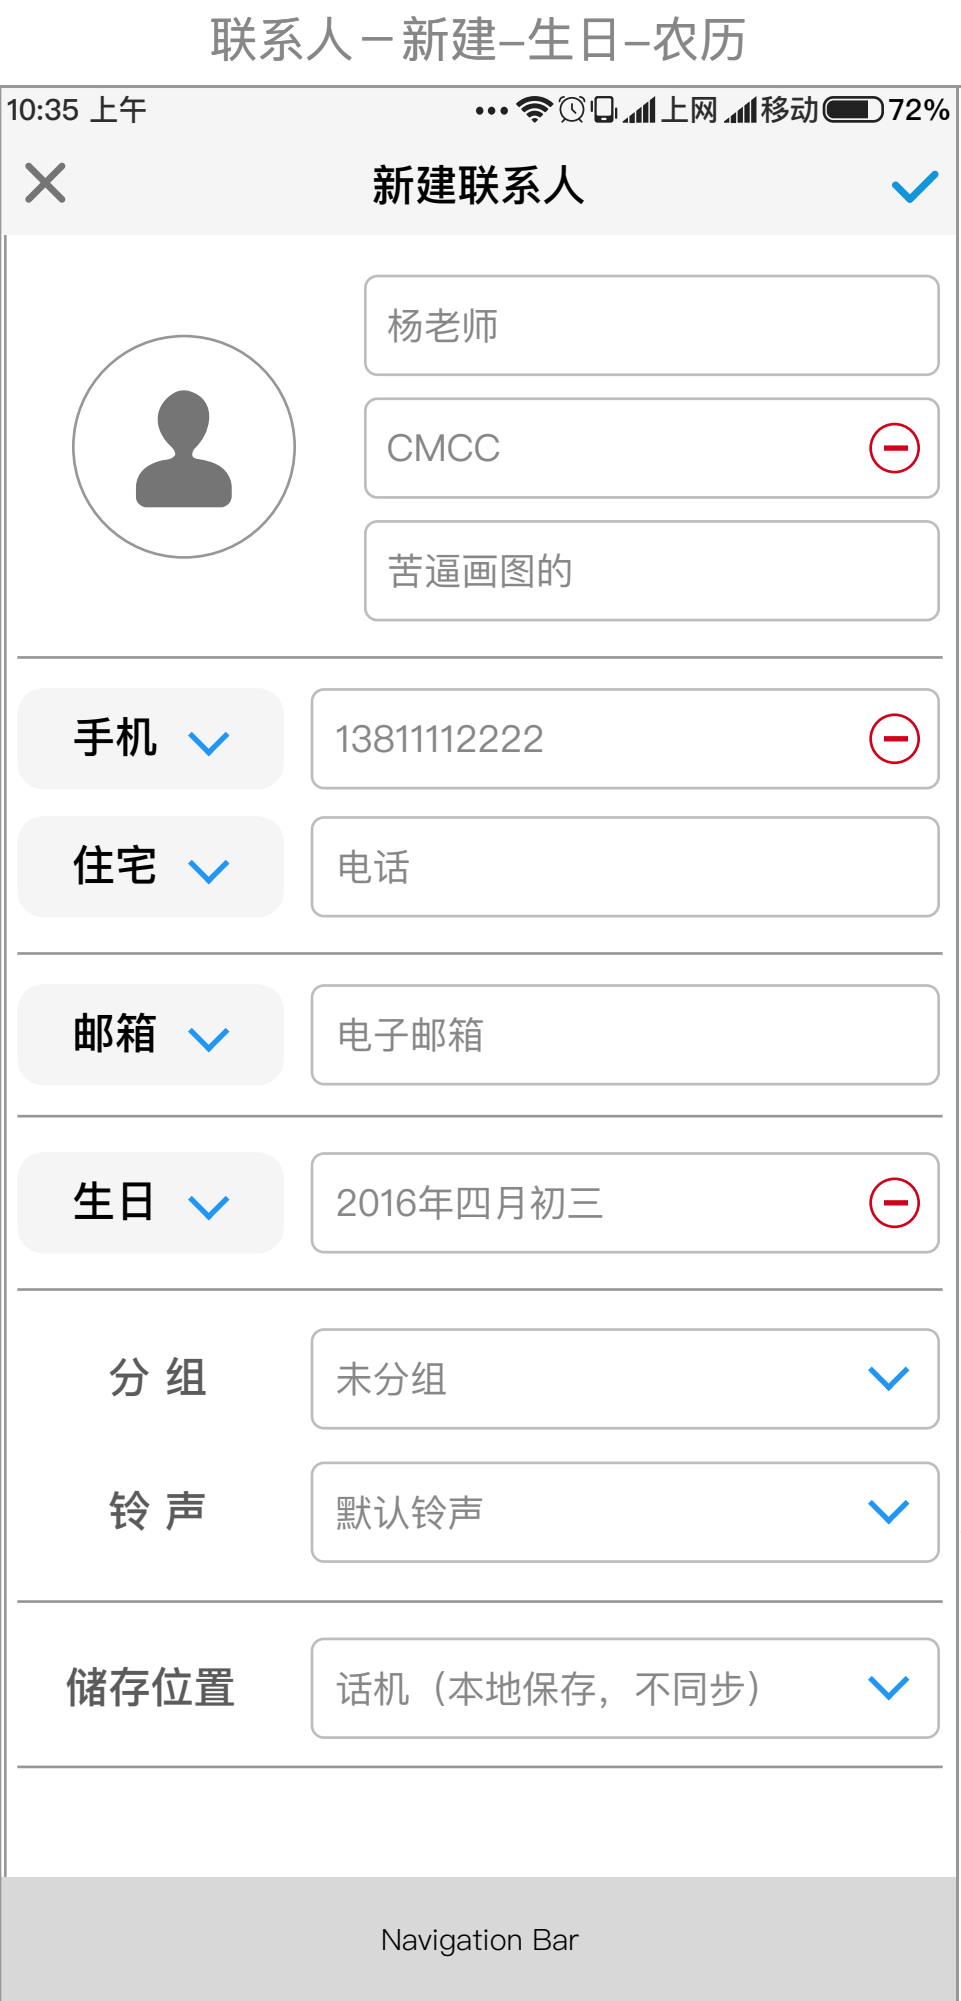 联系人－新建–生日–农历
10:35 上午 上网 移动 72%
新建联系人
杨老师
CMCC
苦逼画图的
手机 13811112222
住宅 电话
邮箱 电子邮箱
生日 2016年四月初三
分 组 未分组
铃 声 默认铃声
储存位置 话机（本地保存，不同步）
Navigation Bar